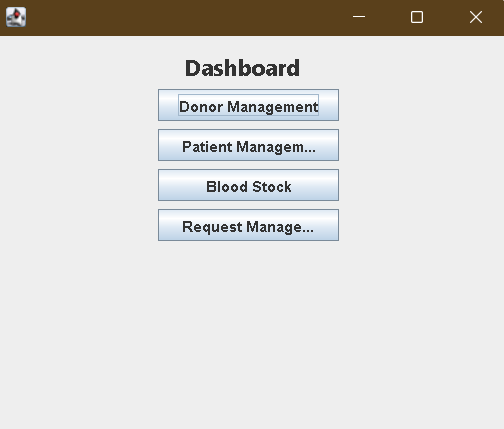 Dashboard
Donor Management
Patient Managem...
Blood Stock
Request Manage...